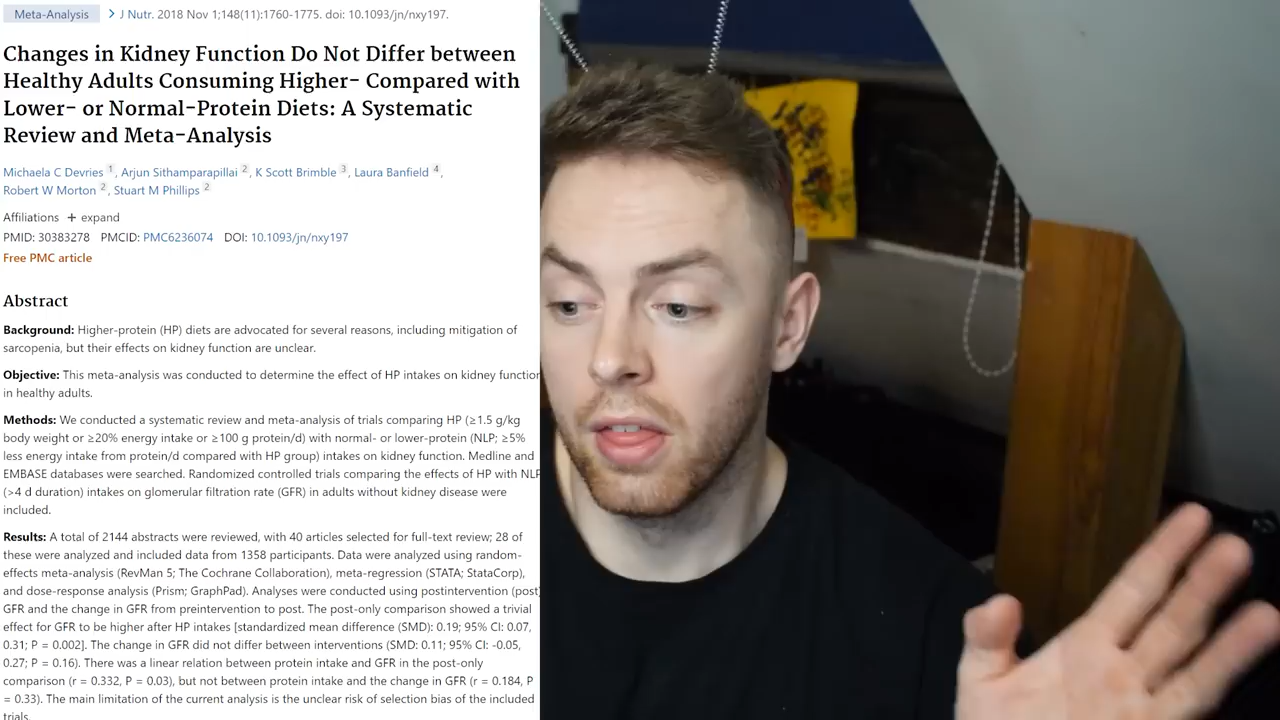 Meta-Analysis > J Nutr. 2018 Nov 1;148(11):1760-1775. doi: 10.1093/jn/nxy197.
Changes in Kidney Function Do Not Differ between
Healthy Adults Consuming Higher- Compared with
Lower- or Normal-Protein Diets: A Systematic
Review and Meta-Analysis
Michaela C Devries 1, Arjun Sithamparapillai 2, K Scott Brimble 3, Laura Banfield 4,
Robert W Morton 2, Stuart M Phillips 2
Affiliations + expand
PMID: 30383278 PMCID: PMC6236074 DOI: 10.1093/jn/nxy197
Free PMC article
Abstract
Background: Higher-protein (HP) diets are advocated for several reasons, including mitigation of
sarcopenia, but their effects on kidney function are unclear.
Objective: This meta-analysis was conducted to determine the effect of HP intakes on kidney function
in healthy adults.
Methods: We conducted a systematic review and meta-analysis of trials comparing HP (≥1.5 g/kg
body weight or ≥20% energy intake or ≥100 g protein/d) with normal- or lower-protein (NLP; ≥5%
less energy intake from protein/d compared with HP group) intakes on kidney function. Medline and
EMBASE databases were searched. Randomized controlled trials comparing the effects of HP with NLP
(>4 d duration) intakes on glomerular filtration rate (GFR) in adults without kidney disease were
included.
Results: A total of 2144 abstracts were reviewed, with 40 articles selected for full-text review; 28 of
these were analyzed and included data from 1358 participants. Data were analyzed using random-
effects meta-analysis (RevMan 5; The Cochrane Collaboration), meta-regression (STATA; StataCorp),
and dose-response analysis (Prism; GraphPad). Analyses were conducted using postintervention (post)
GFR and the change in GFR from preintervention to post. The post-only comparison showed a trivial
effect for GFR to be higher after HP intakes [standardized mean difference (SMD): 0.19; 95% CI: 0.07,
0.31; P = 0.002]. The change in GFR did not differ between interventions (SMD: 0.11; 95% CI: -0.05,
0.27; P = 0.16). There was a linear relation between protein intake and GFR in the post-only
comparison (r = 0.332, P = 0.03), but not between protein intake and the change in GFR (r = 0.184, P
= 0.33). The main limitation of the current analysis is the unclear risk of selection bias of the included
trials.